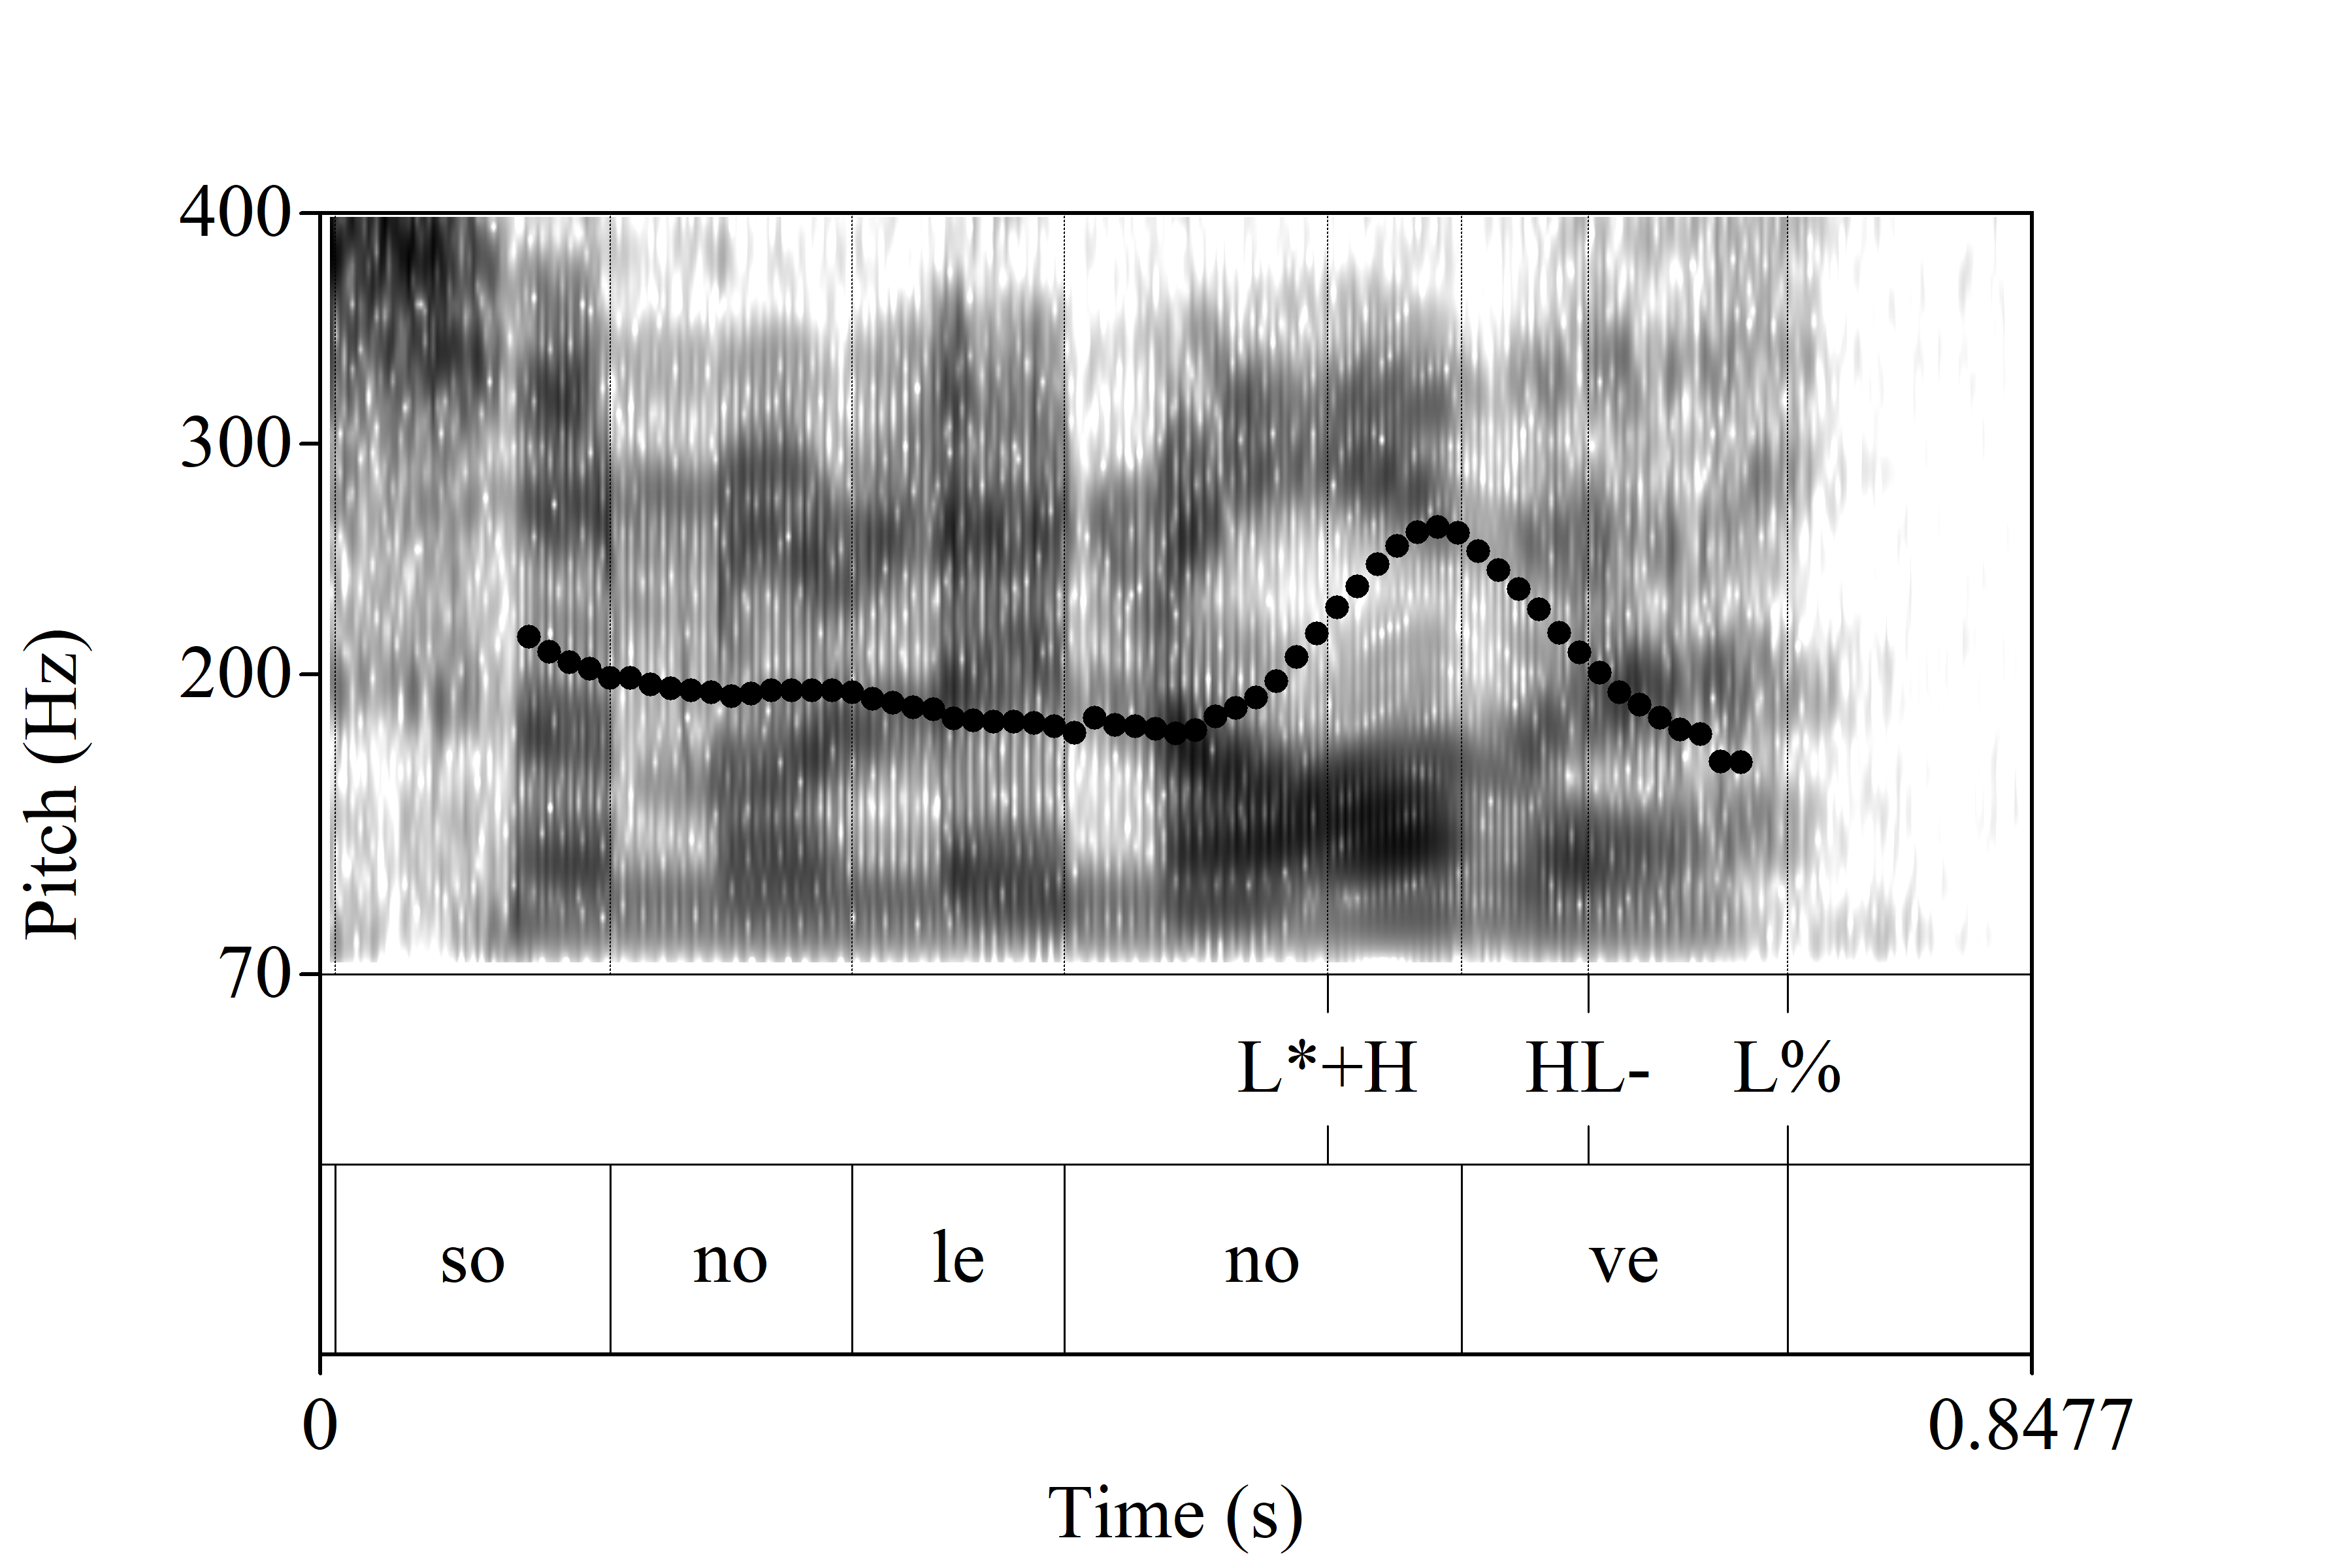 400
300
200
70
Pitch (Hz)
L*+H HL- L%
so no le no ve
0 0.8477
Time (s)